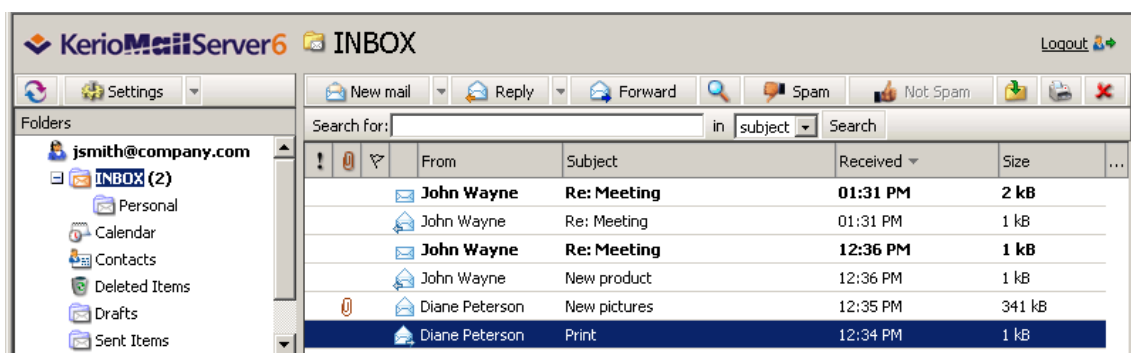 KerioMailServer6 INBOX Logout
Settings New mail Reply Forward Spam Not Spam
Folders Search for: in subject Search
jsmith@company.com ! From Subject Received Size ...
INBOX (2) John Wayne Re: Meeting 01:31 PM 2 kB
Personal John Wayne Re: Meeting 01:31 PM 1 kB
Calendar John Wayne Re: Meeting 12:36 PM 1 kB
Contacts John Wayne New product 12:36 PM 1 kB
Deleted Items Diane Peterson New pictures 12:35 PM 341 kB
Drafts Diane Peterson Print 12:34 PM 1 kB
Sent Items